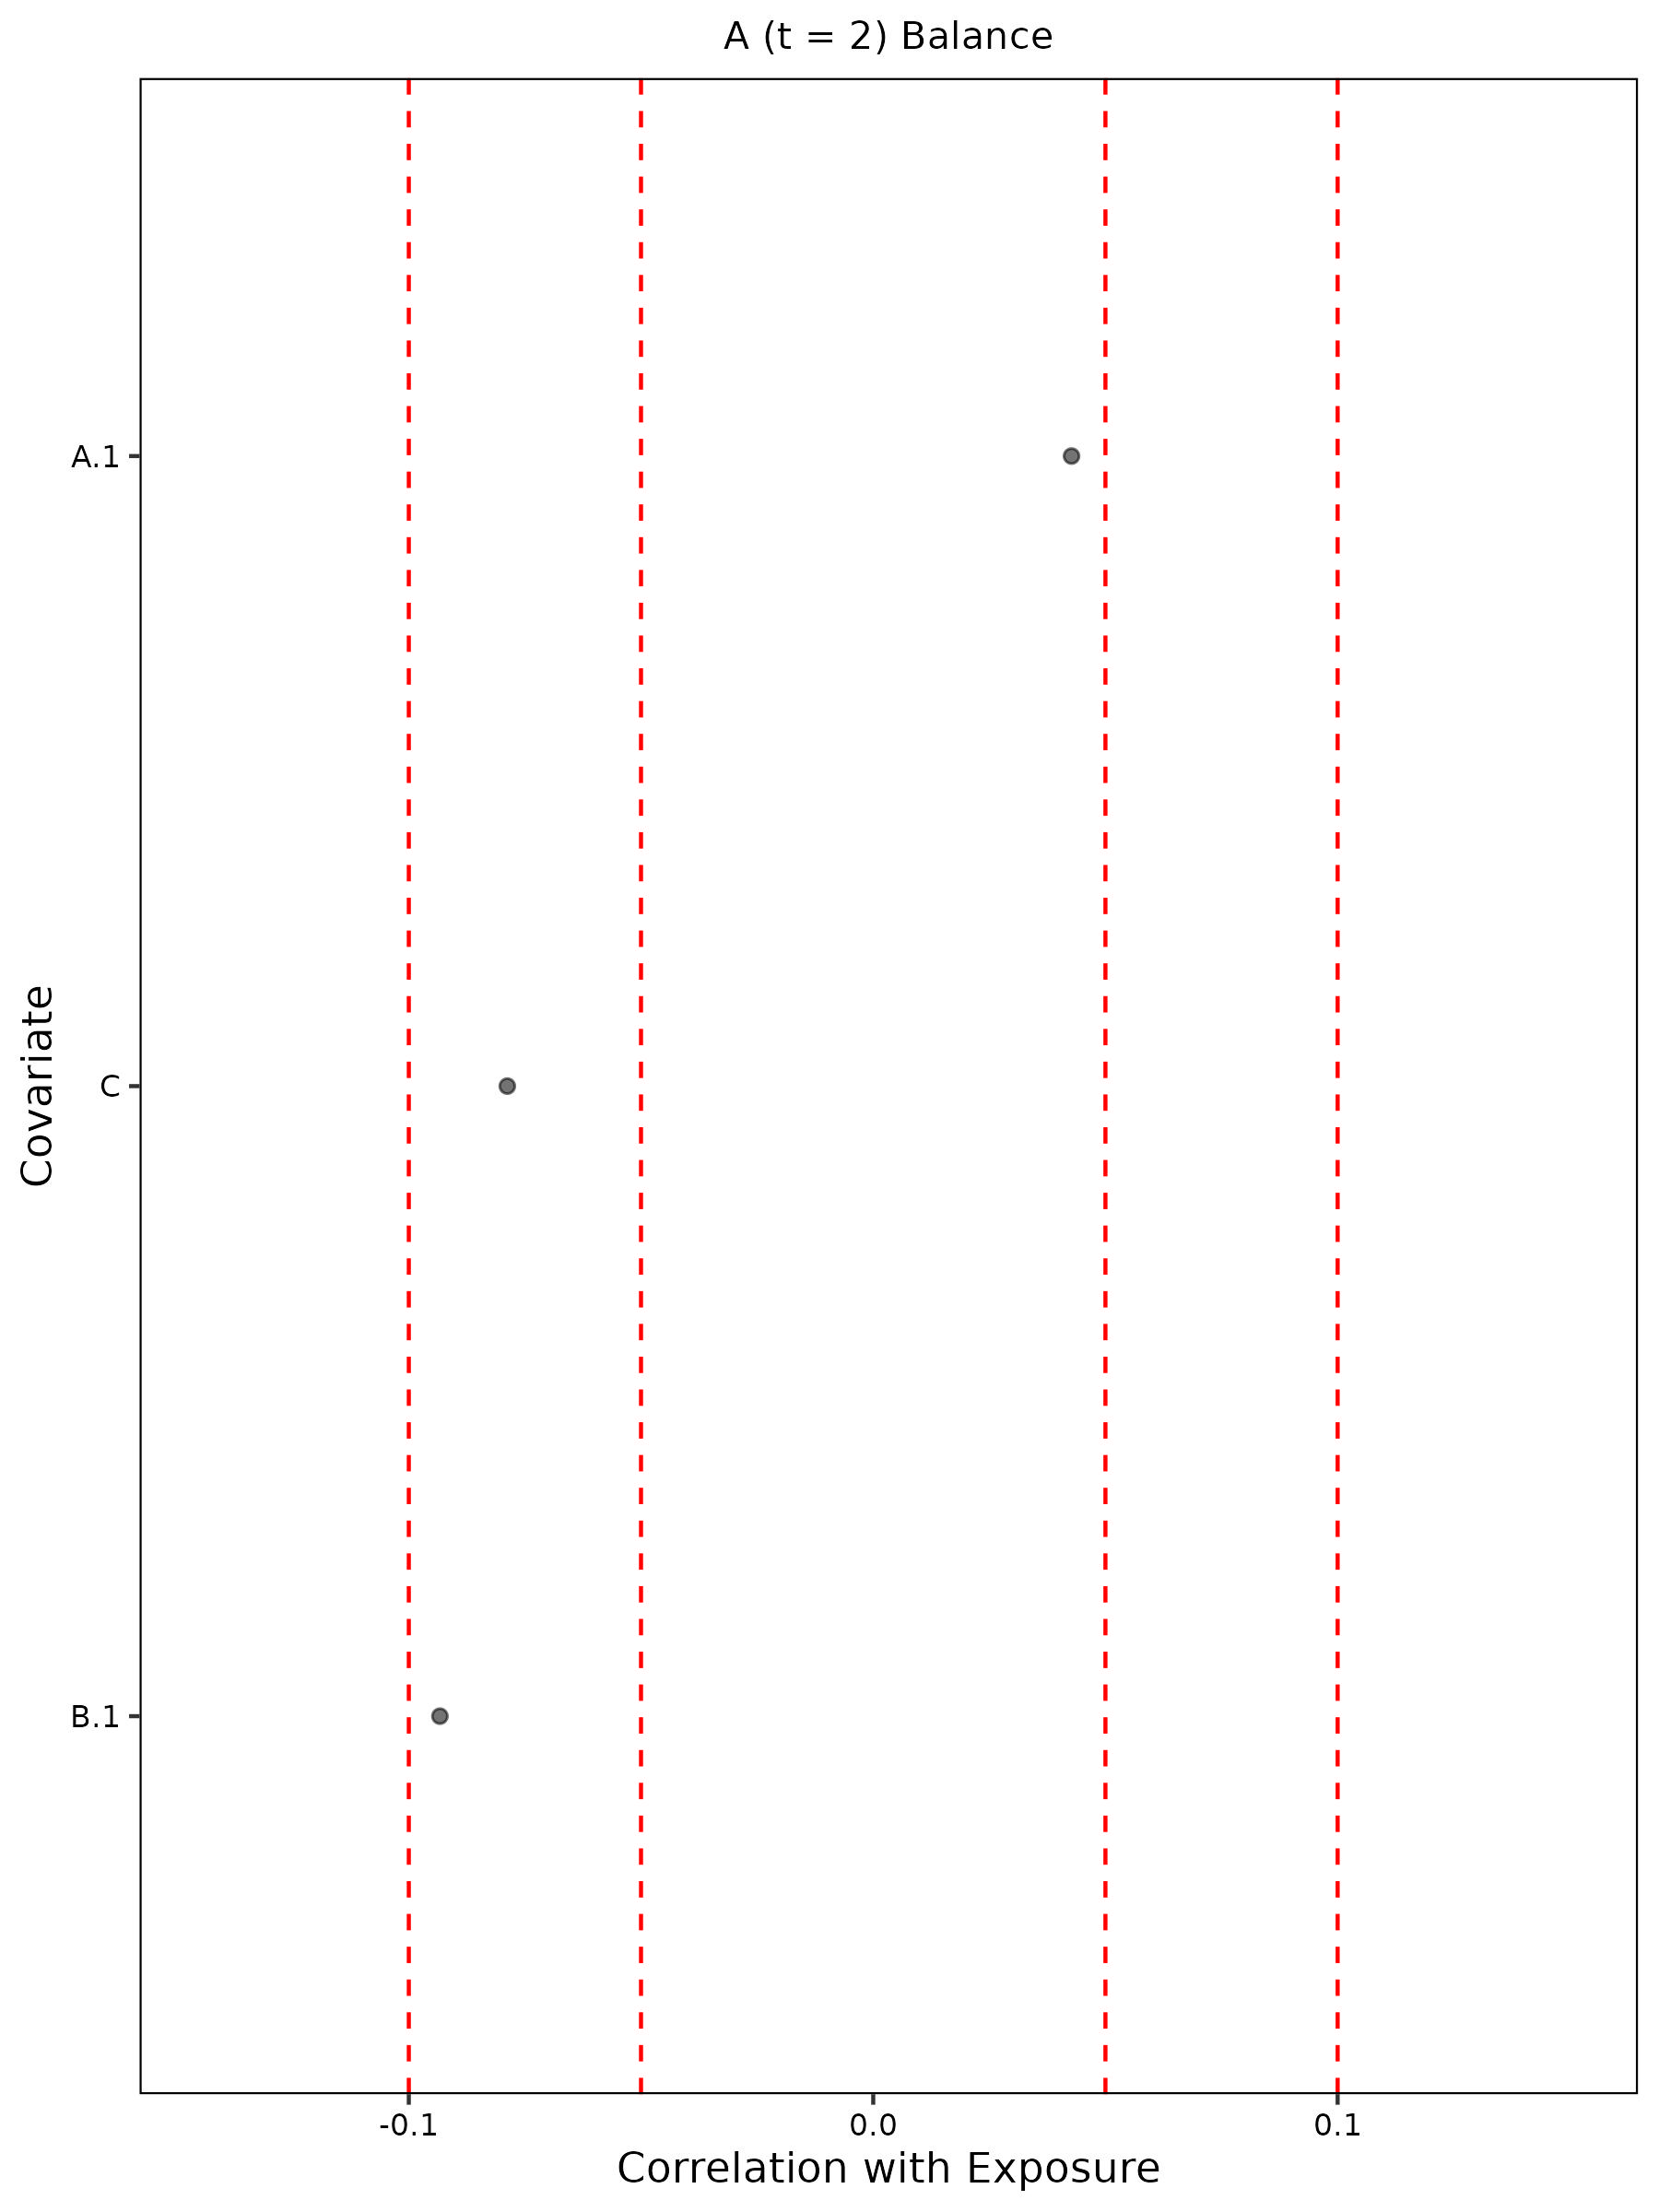 A (t = 2) Balance
Covariate
A.1
C
B.1
-0.1
0.0
0.1
Correlation with Exposure